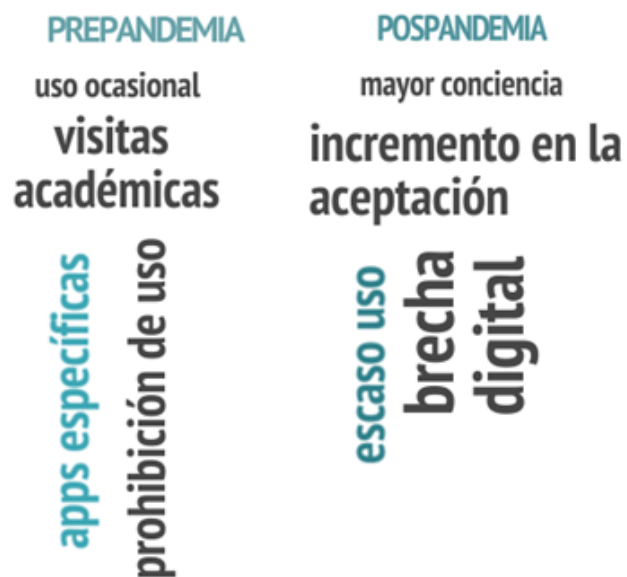 PREPANDEMIA
uso ocasional
visitas
académicas
apps específicas
prohibición de uso
POSPANDEMIA
mayor conciencia
incremento en la
aceptación
escaso uso
brecha
digital